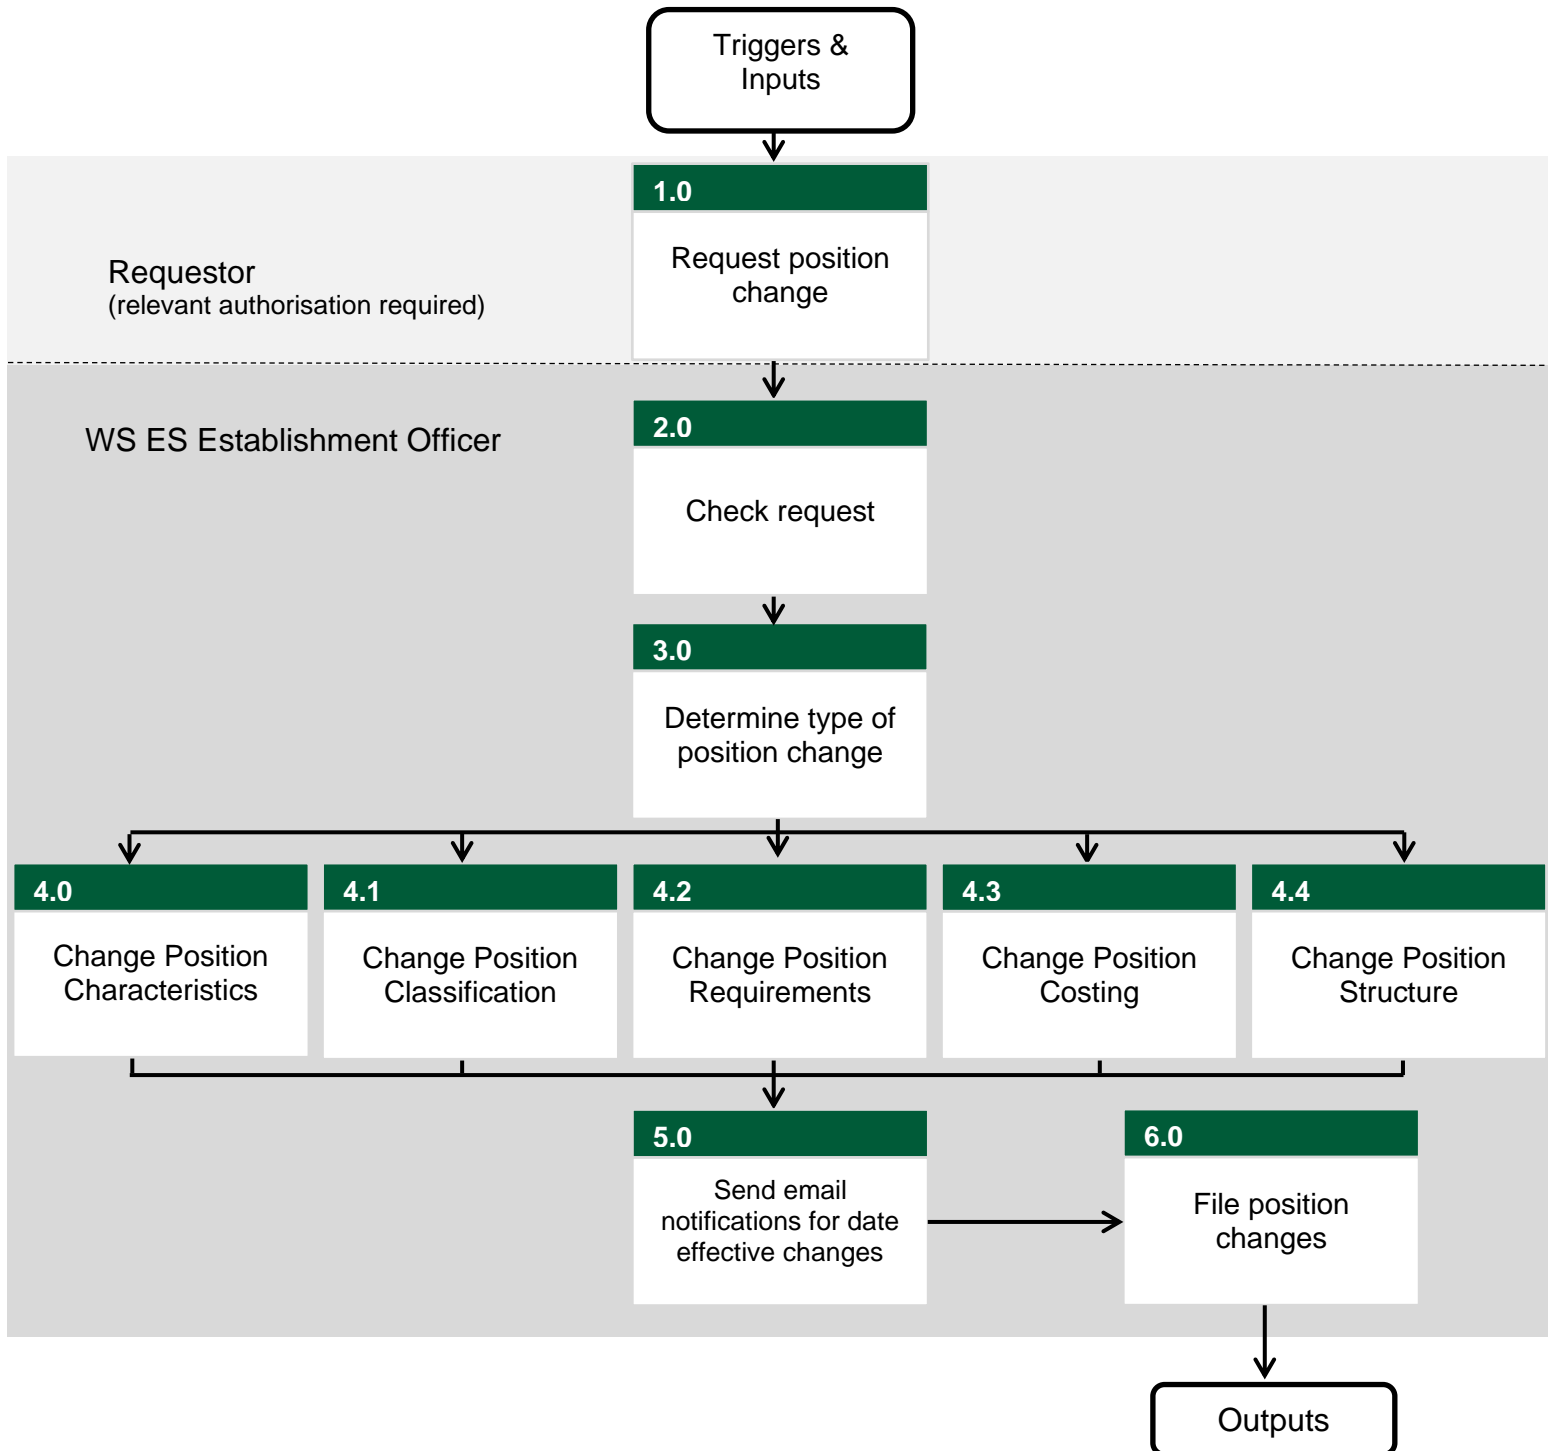 Triggers &
Inputs
1.0
Request position
change
Requestor
(relevant authorisation required)
2.0
Check request
WS ES Establishment Officer
3.0
Determine type of
position change
4.0
Change Position
Characteristics
4.1
Change Position
Classification
4.2
Change Position
Requirements
4.3
Change Position
Costing
4.4
Change Position
Structure
5.0
Send email
notifications for date
effective changes
6.0
File position
changes
Outputs